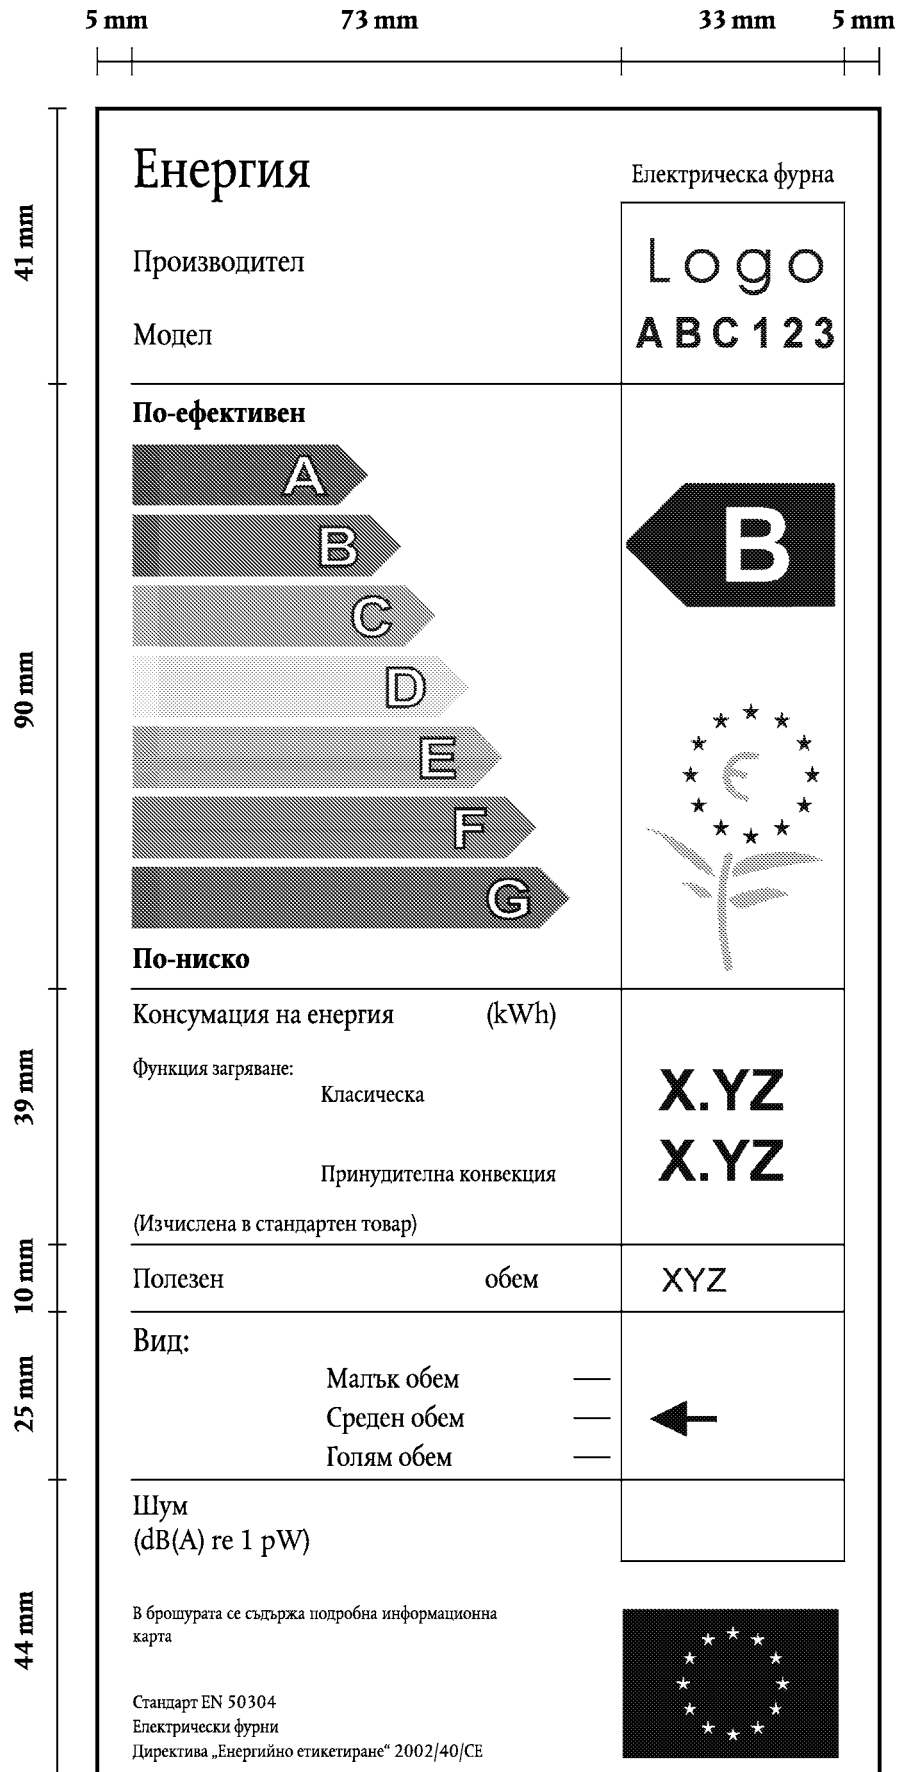 5 mm 73 mm 33 mm 5 mm
Енергия
Електрическа фурна
41 mm
Производител
Logo
Модел
ABC123
По-ефективен
A
B
B
C
90 mm
D
E
F
G
По-ниско
Консумация на енергия (kWh)
39 mm
Функция загряване:
Класическа
X.YZ
Принудителна конвекция
X.YZ
(Изчислена в стандартен товар)
10 mm
Полезен обем
XYZ
25 mm
Вид:
Малък обем —
Среден обем —
Голям обем —
44 mm
Шум
(dB(A) re 1 pW)
В брошурата се съдържа подробна информационна
карта
Стандарт EN 50304
Електрически фурни
Директива „Енергийно етикетиране“ 2002/40/CE